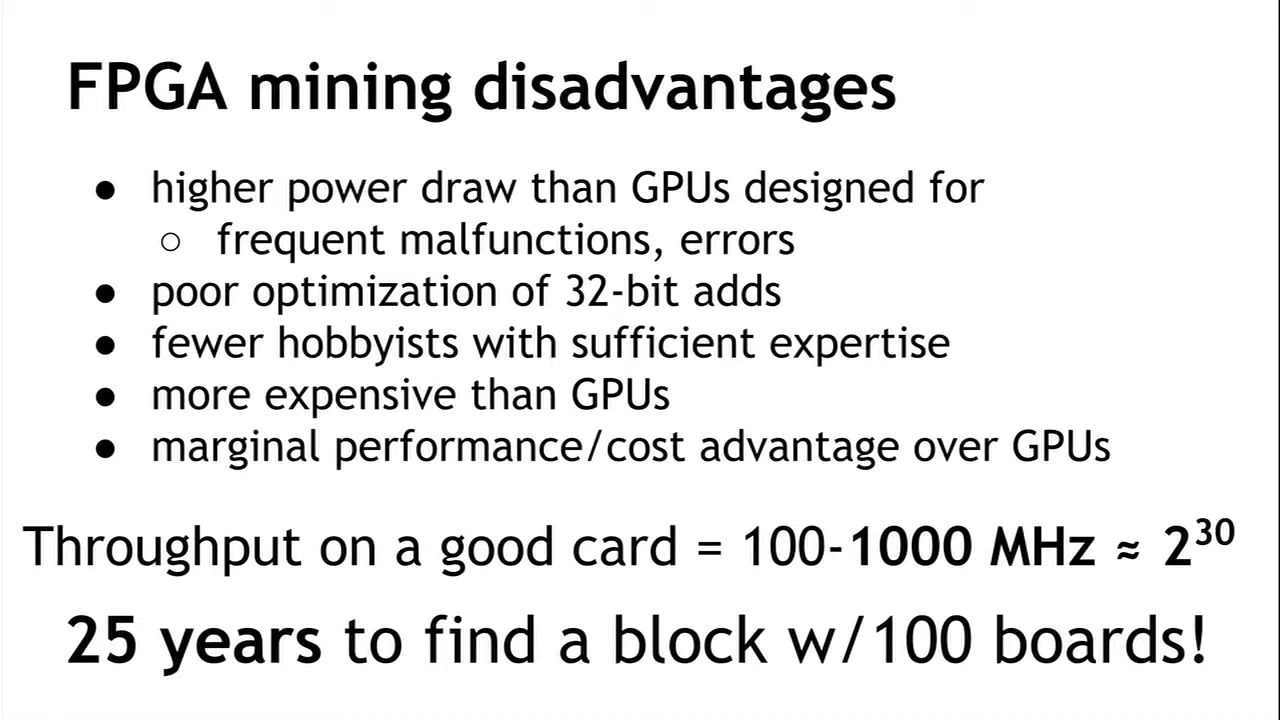 FPGA mining disadvantages
● higher power draw than GPUs designed for
○ frequent malfunctions, errors
● poor optimization of 32-bit adds
● fewer hobbyists with sufficient expertise
● more expensive than GPUs
● marginal performance/cost advantage over GPUs
Throughput on a good card = 100-1000 MHz ≈ 2³⁰
25 years to find a block w/100 boards!